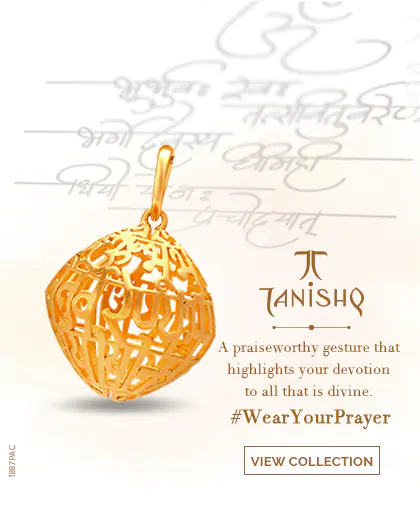 ॐ
भूर्भुवः स्वः
तत्सवितुर्वरे
भर्गो देवस्य
धीमहि
धियो यो नः
प्रचोदयात्
TANISHQ
A praiseworthy gesture that
highlights your devotion
to all that is divine.
#WearYourPrayer
VIEW COLLECTION
1887PAC